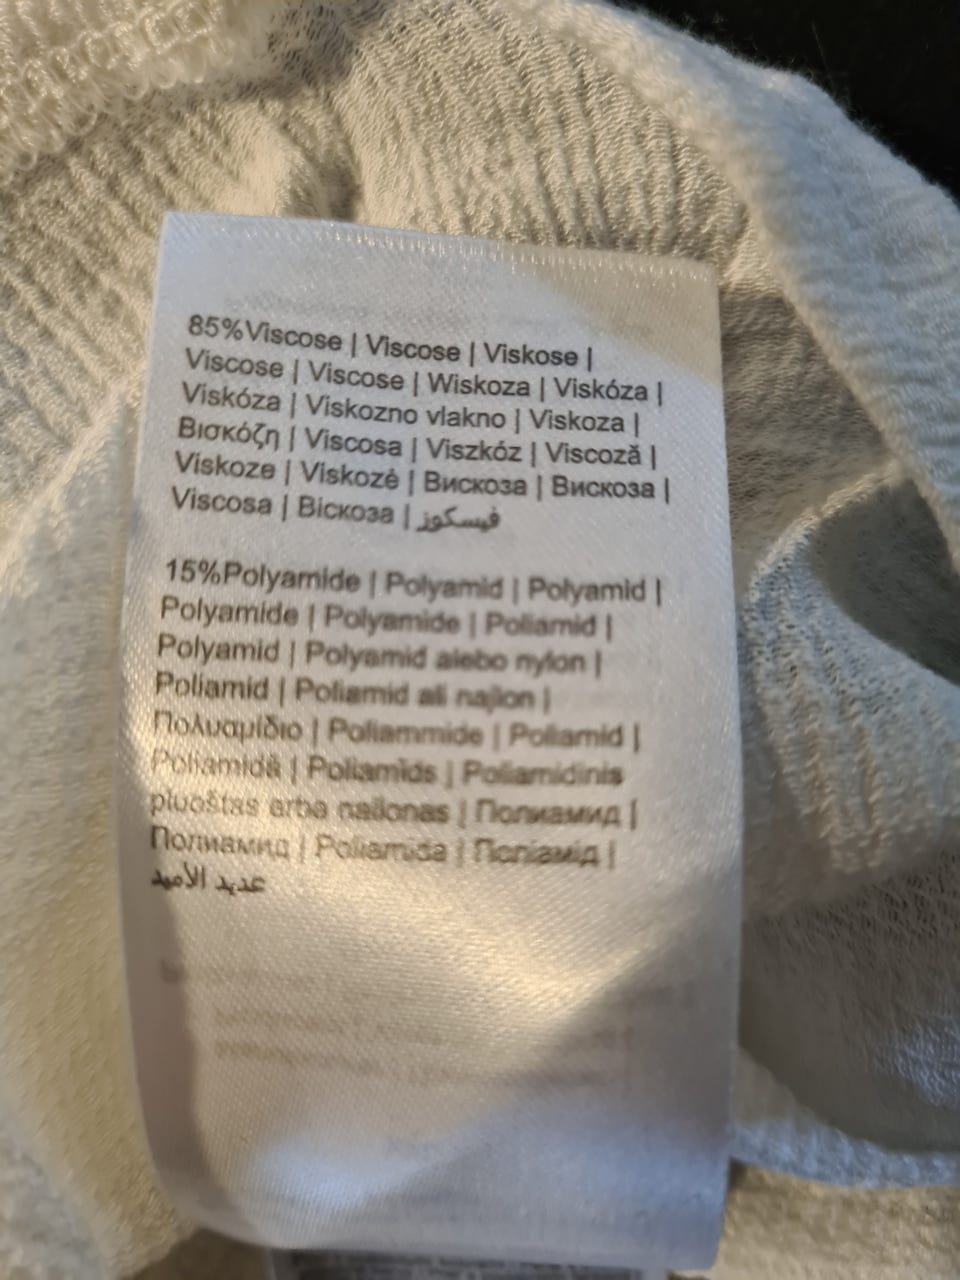 85%Viscose | Viscose | Viskose |
Viscose | Viscose | Wiskoza | Viskóza |
Viskóza | Viskozno vlakno | Viskoza |
Βισκόζη | Viscosa | Viszkóz | Viscoză |
Viskoze | Viskozė | Вискоза | Вискоза |
Viscosa | Віскоза | فيسكوز
15%Polyamide | Polyamid | Polyamid |
Polyamide | Polyamide | Poliamid |
Polyamid | Polyamid alebo nylon |
Poliamid | Poliamid ali najlon |
Πολυαμίδιο | Poliammide | Poliamid |
Poliamidă | Poliamīds | Poliamidinis
pluoštas arba nailonas | Полиамид |
Полиамид | Poliamida | Поліамід |
عديد الأميد